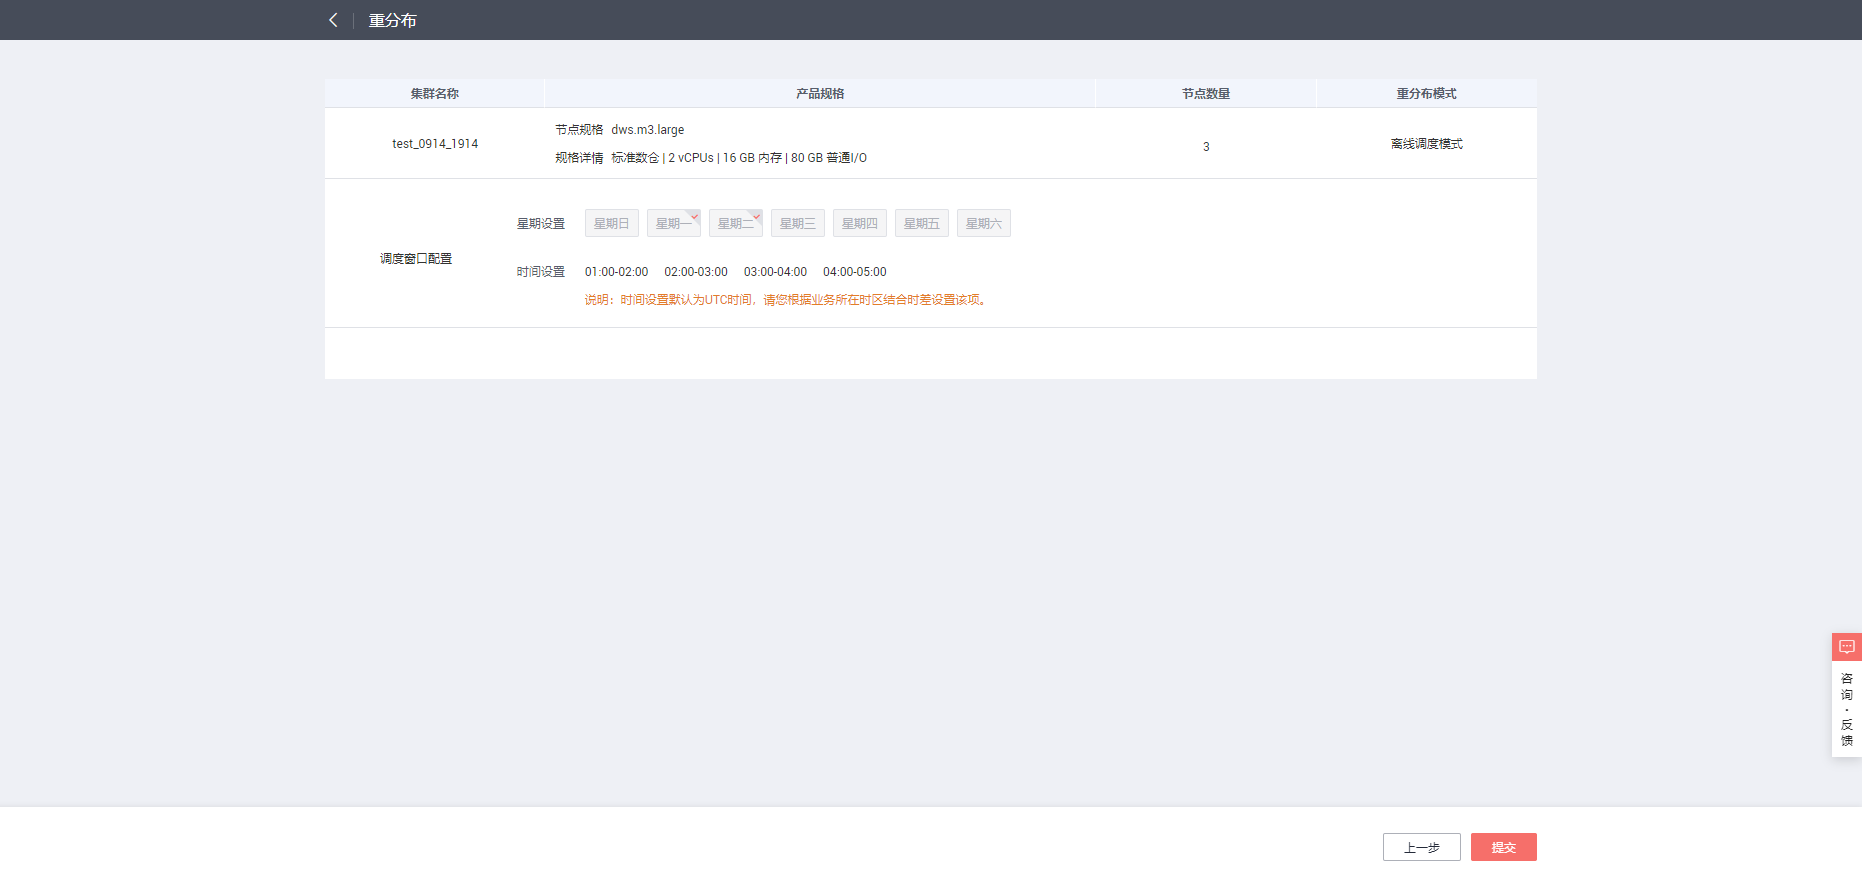 重分布
集群名称 产品规格 节点数量 重分布模式
test_0914_1914 节点规格 dws.m3.large 3 离线调度模式
规格详情 标准数仓 | 2 vCPUs | 16 GB 内存 | 80 GB 普通I/O
调度窗口配置
星期设置 星期日 星期一 星期二 星期三 星期四 星期五 星期六
时间设置 01:00-02:00 02:00-03:00 03:00-04:00 04:00-05:00
说明：时间设置默认为UTC时间，请您根据业务所在时区结合时差设置该项。
咨询·反馈
上一步 提交